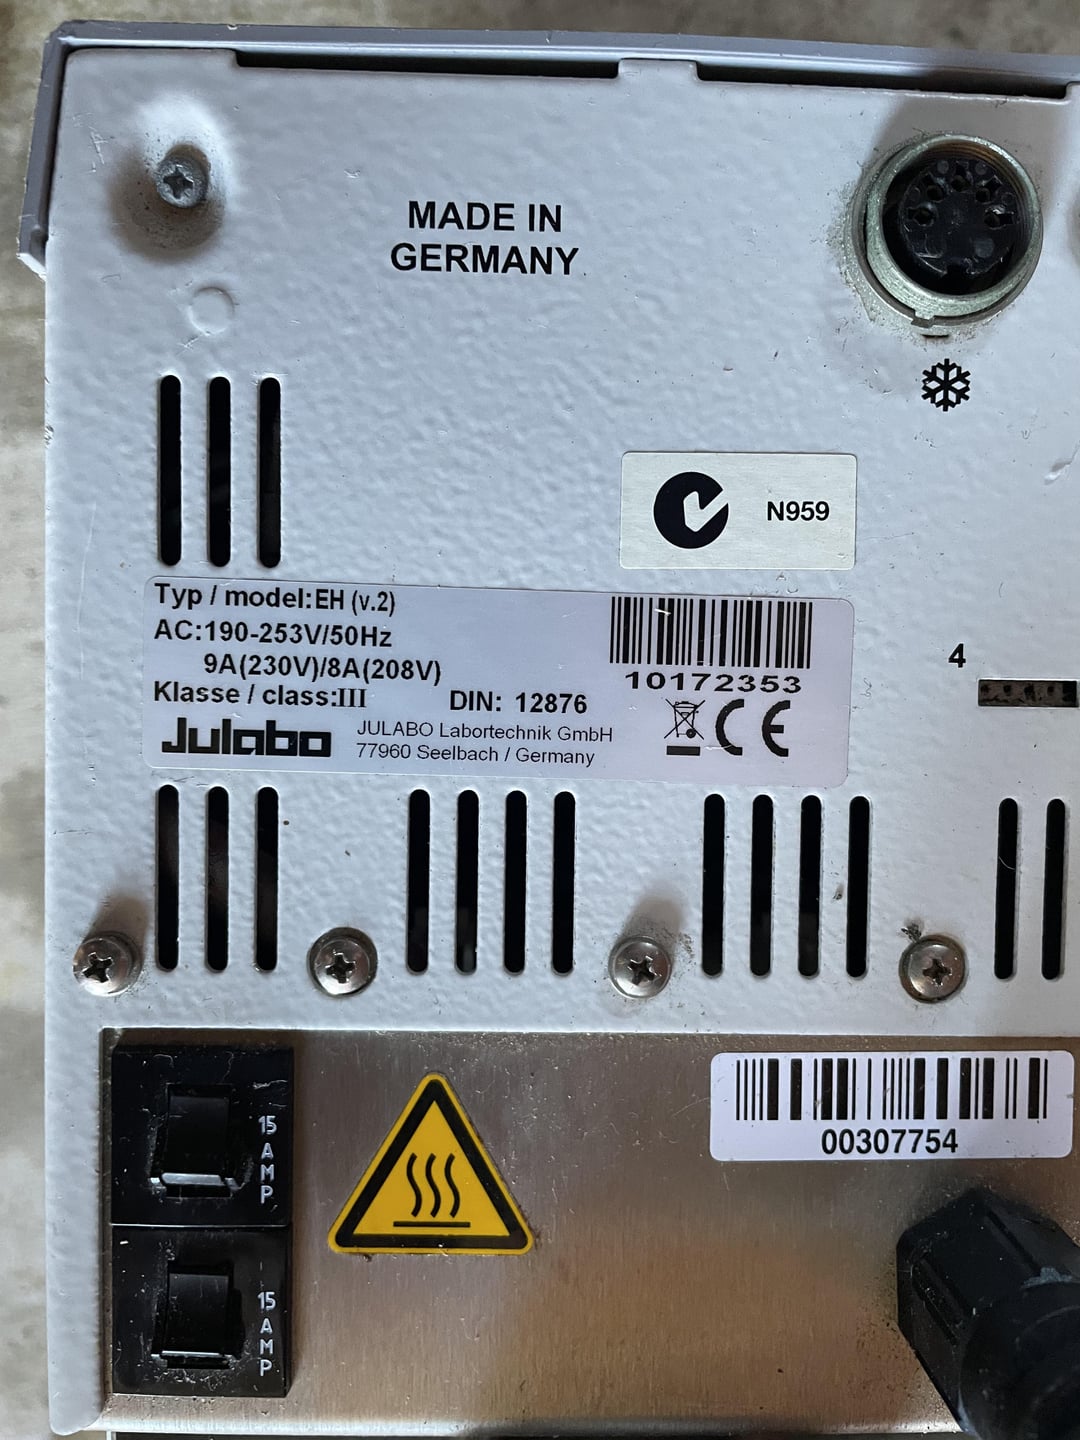 MADE IN
GERMANY
N959
Typ / model:EH (v.2)
AC:190-253V/50Hz
9A(230V)/8A(208V)
Klasse / class:III
DIN: 12876
10172353
Julabo
JULABO Labortechnik GmbH
77960 Seelbach / Germany
CE
4
00307754
15
AMP
15
AMP